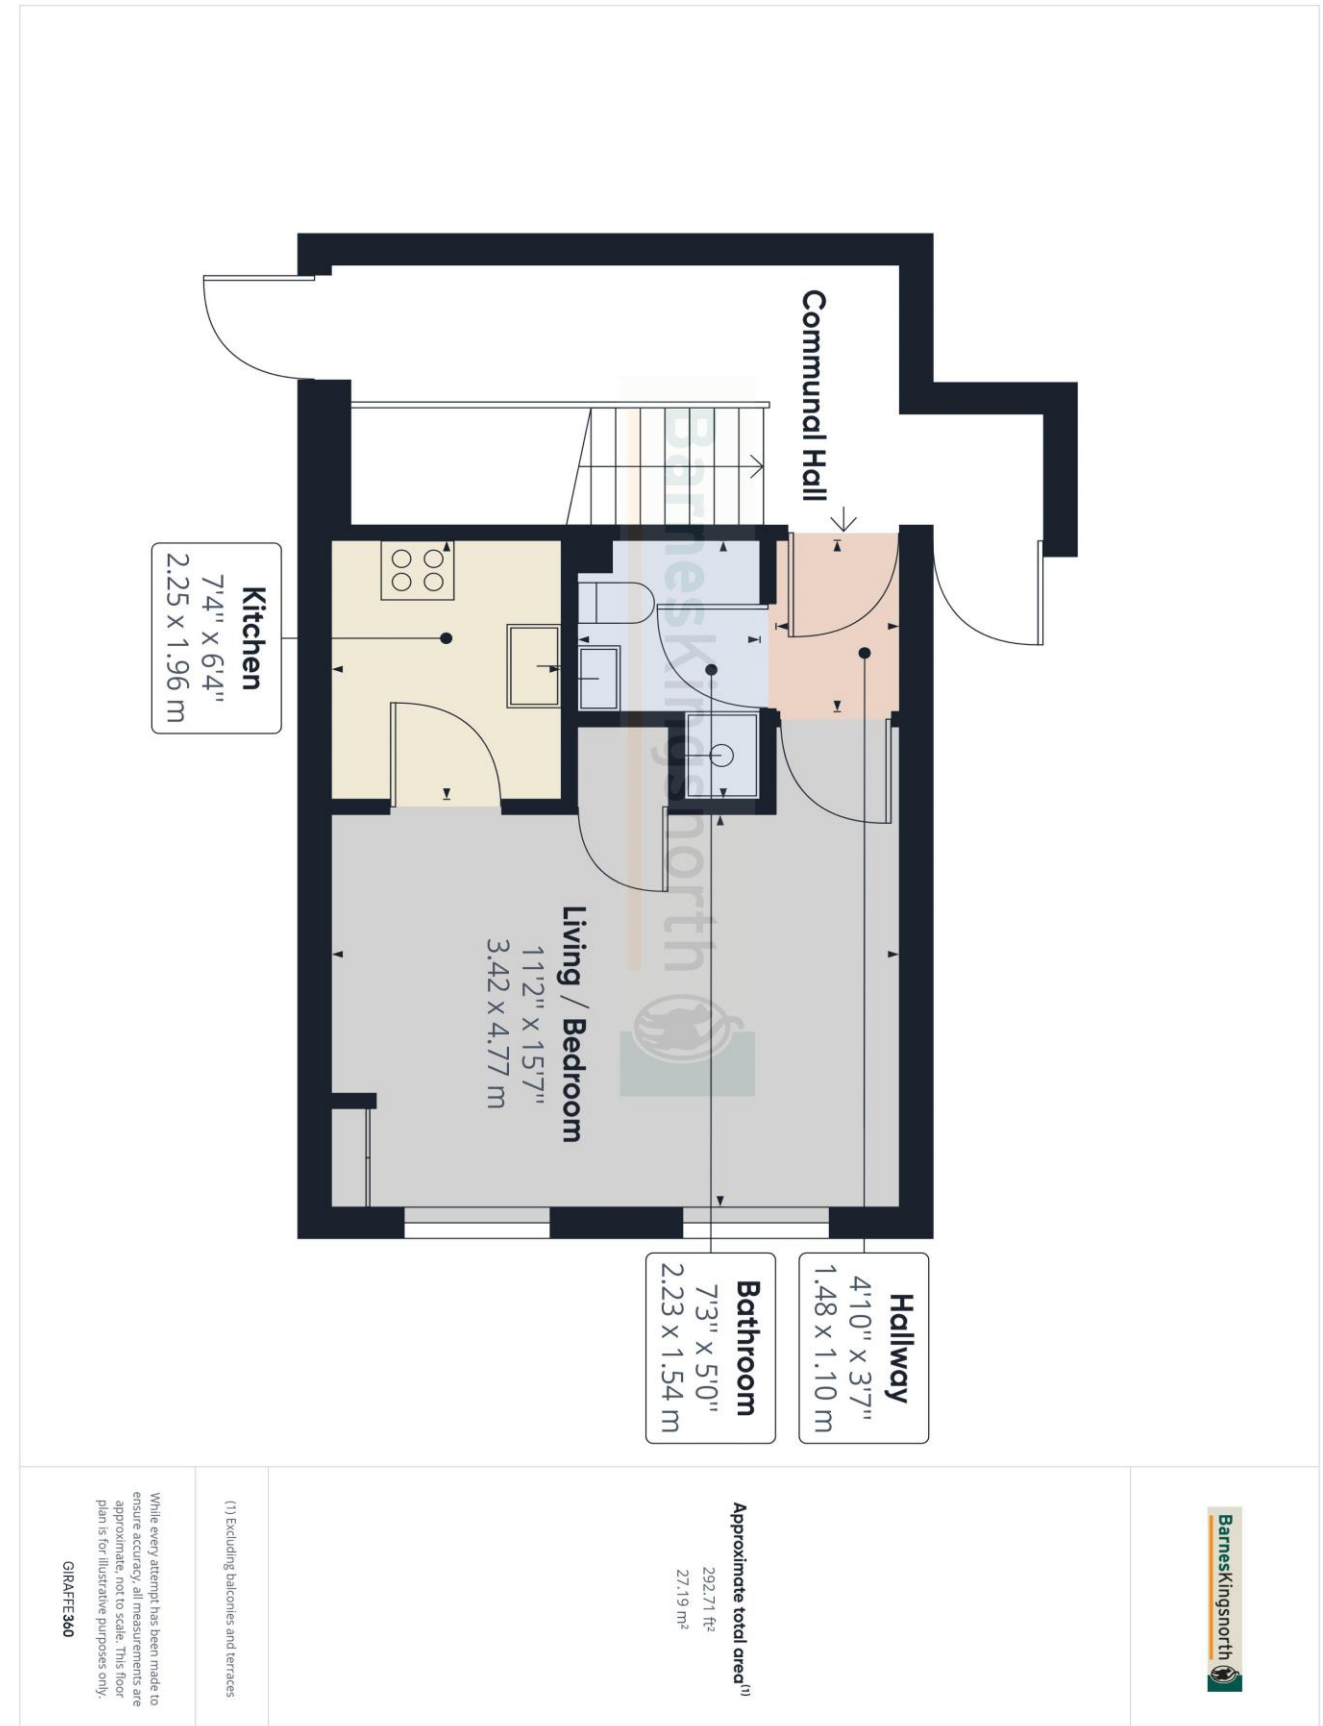 Communal Hall
Kitchen
7'4" x 6'4"
2.25 x 1.96 m
Living / Bedroom
11'2" x 15'7"
3.42 x 4.77 m
BarnesKingsnorth
Hallway
4'10" x 3'7"
1.48 x 1.10 m
Bathroom
7'3" x 5'0"
2.23 x 1.54 m
BarnesKingsnorth
Approximate total area(1)
292.71 ft²
27.19 m²
(1) Excluding balconies and terraces
While every attempt has been made to
ensure accuracy, all measurements are
approximate, not to scale. This floor
plan is for illustrative purposes only.
GIRAFFE360